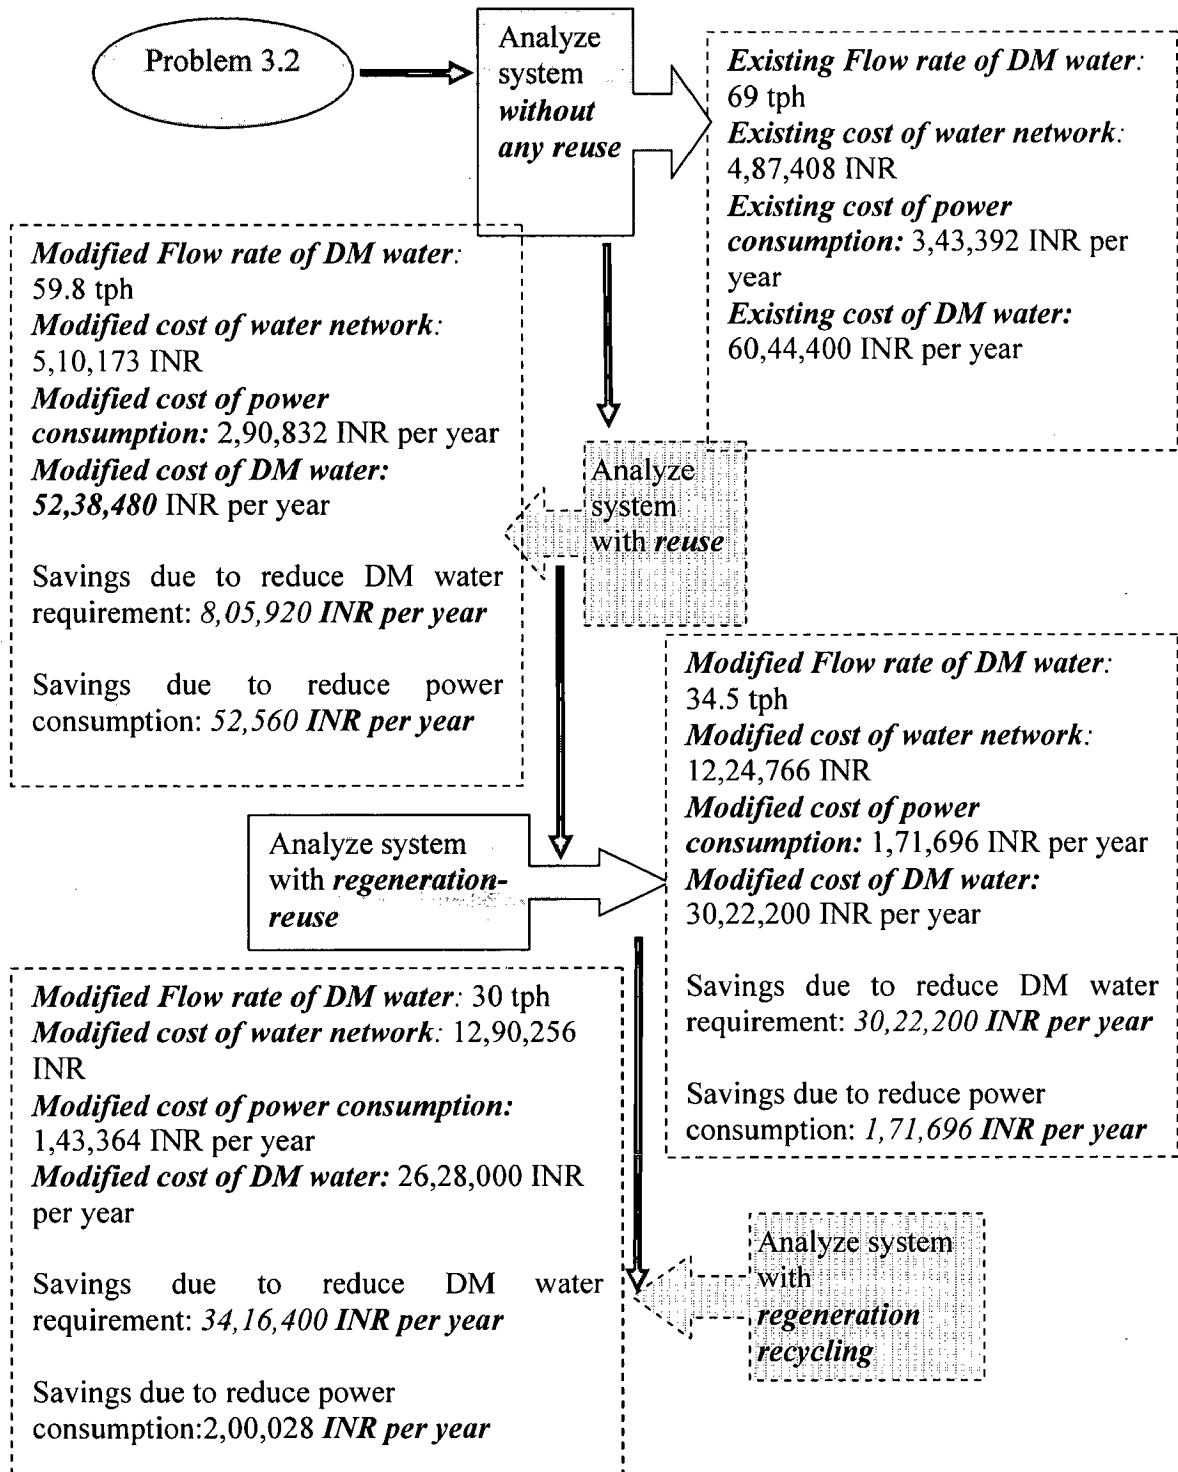 Problem 3.2
Analyze
system
without
any reuse
Existing Flow rate of DM water:
69 tph
Existing cost of water network:
4,87,408 INR
Existing cost of power
consumption: 3,43,392 INR per
year
Existing cost of DM water:
60,44,400 INR per year
Modified Flow rate of DM water:
59.8 tph
Modified cost of water network:
5,10,173 INR
Modified cost of power
consumption: 2,90,832 INR per year
Modified cost of DM water:
52,38,480 INR per year
Savings due to reduce DM water
requirement: 8,05,920 INR per year
Savings due to reduce power
consumption: 52,560 INR per year
Analyze
system
with reuse
Modified Flow rate of DM water:
34.5 tph
Modified cost of water network:
12,24,766 INR
Modified cost of power
consumption: 1,71,696 INR per year
Modified cost of DM water:
30,22,200 INR per year
Savings due to reduce DM water
requirement: 30,22,200 INR per year
Savings due to reduce power
consumption: 1,71,696 INR per year
Analyze system
with regeneration-
reuse
Modified Flow rate of DM water: 30 tph
Modified cost of water network: 12,90,256
INR
Modified cost of power consumption:
1,43,364 INR per year
Modified cost of DM water: 26,28,000 INR
per year
Savings due to reduce DM water
requirement: 34,16,400 INR per year
Savings due to reduce power
consumption:2,00,028 INR per year
Analyze system
with
regeneration
recycling